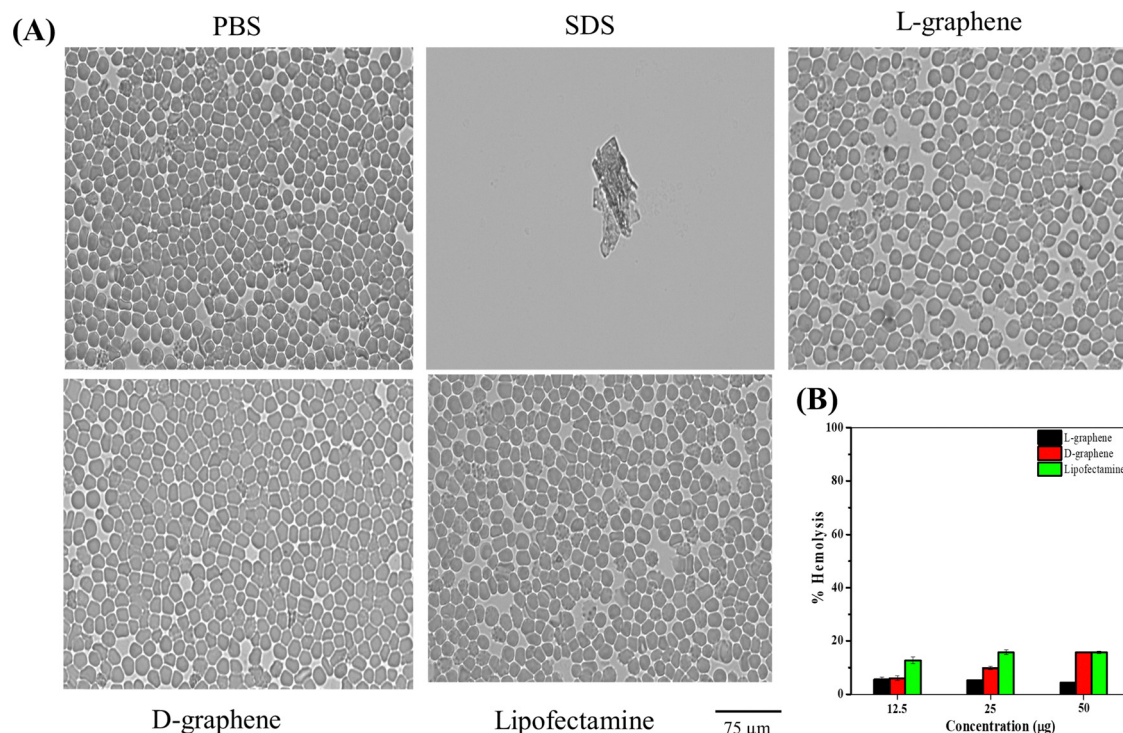 (A)
PBS
SDS
L-graphene
D-graphene
Lipofectamine
75 µm
(B)
L-graphene
D-graphene
Lipofectamine
% Hemolysis
100
80
60
40
20
0
12.5
25
50
Concentration (µg)